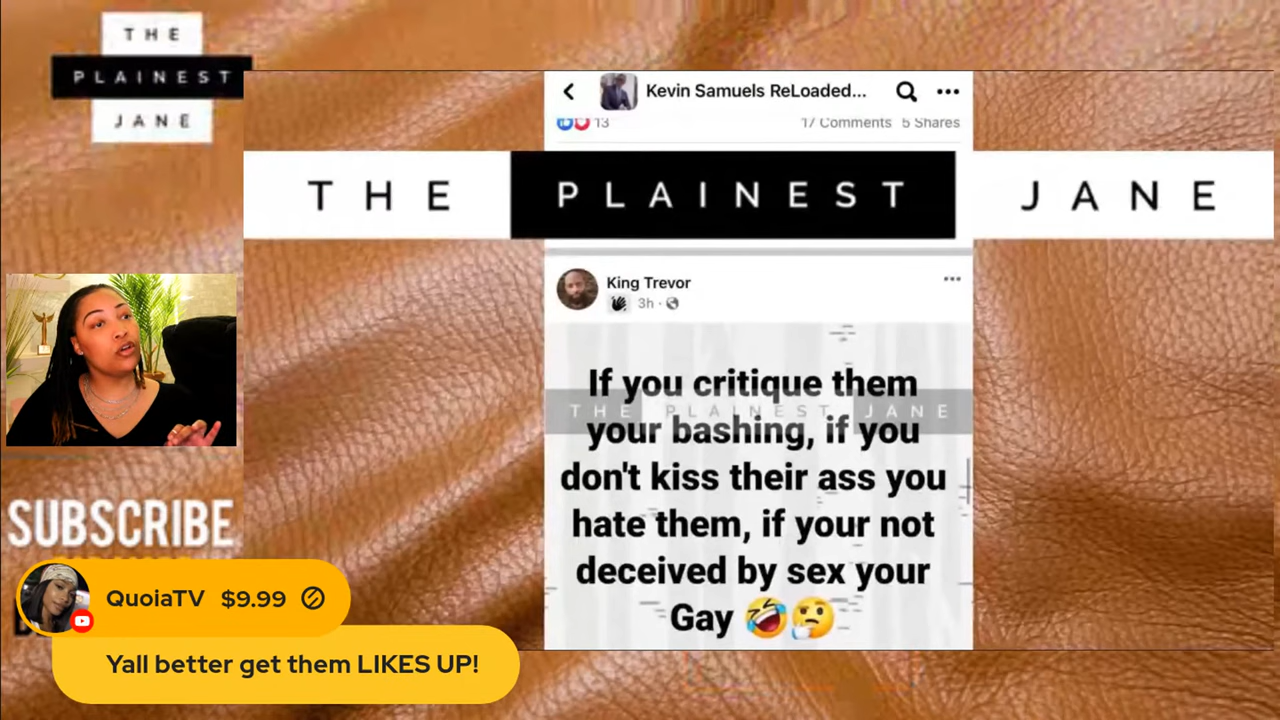 THE
PLAINEST
JANE
Kevin Samuels ReLoaded...
13
17 Comments 5 Shares
THE PLAINEST JANE
King Trevor
3h
If you critique them
THE PLAINEST JANE
your bashing, if you
don't kiss their ass you
hate them, if your not
deceived by sex your
Gay 🤣🤔
SUBSCRIBE
QuoiaTV $9.99
Yall better get them LIKES UP!